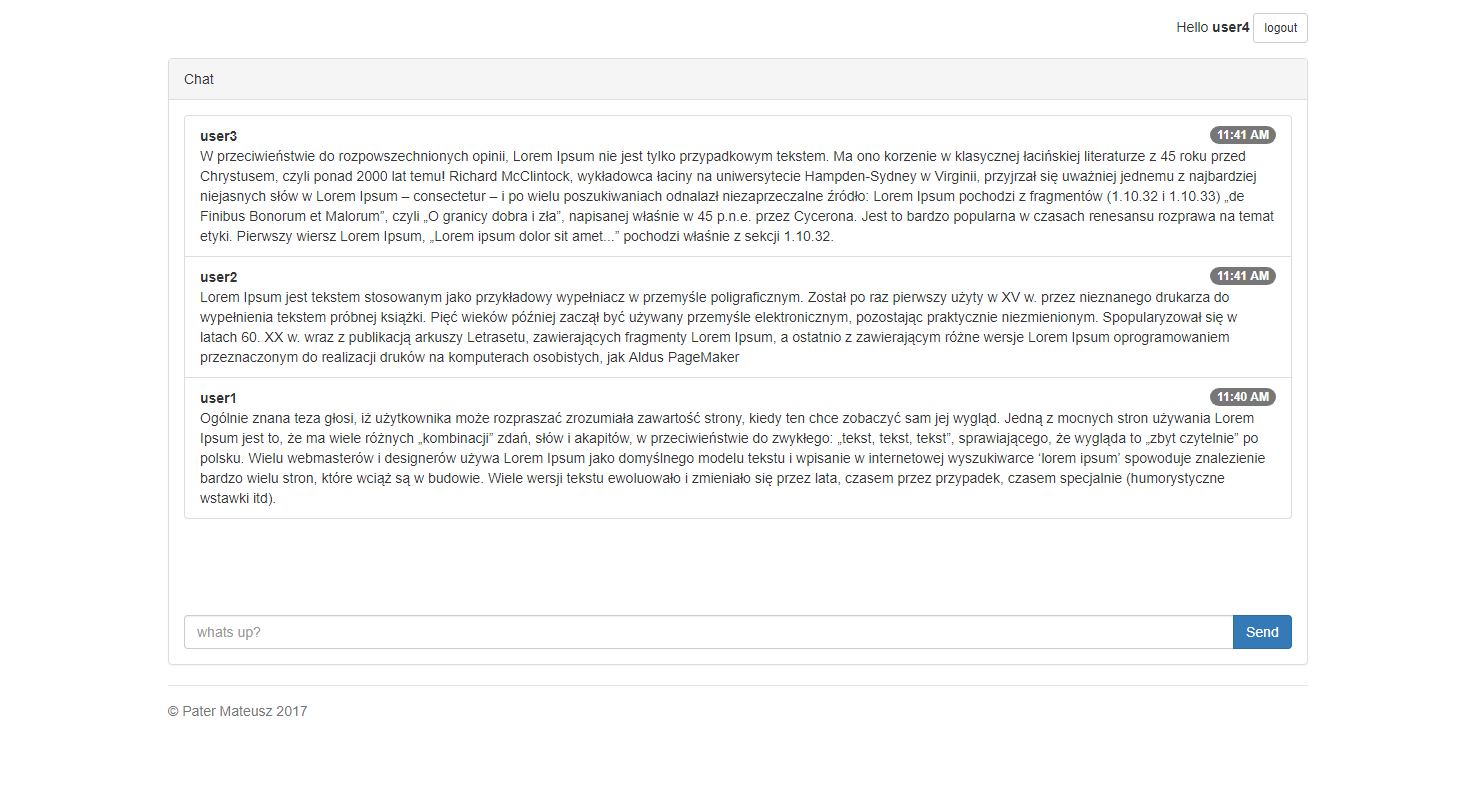 Hello user4 logout
Chat
user3 11:41 AM
W przeciwieństwie do rozpowszechnionych opinii, Lorem Ipsum nie jest tylko przypadkowym tekstem. Ma ono korzenie w klasycznej łacińskiej literaturze z 45 roku przed
Chrystusem, czyli ponad 2000 lat temu! Richard McClintock, wykładowca łaciny na uniwersytecie Hampden-Sydney w Virginii, przyjrzał się uważniej jednemu z najbardziej
niejasnych słów w Lorem Ipsum – consectetur – i po wielu poszukiwaniach odnalazł niezaprzeczalne źródło: Lorem Ipsum pochodzi z fragmentów (1.10.32 i 1.10.33) „de
Finibus Bonorum et Malorum”, czyli „O granicy dobra i zła”, napisanej właśnie w 45 p.n.e. przez Cycerona. Jest to bardzo popularna w czasach renesansu rozprawa na temat
etyki. Pierwszy wiersz Lorem Ipsum, „Lorem ipsum dolor sit amet...” pochodzi właśnie z sekcji 1.10.32.
user2 11:41 AM
Lorem Ipsum jest tekstem stosowanym jako przykładowy wypełniacz w przemyśle poligraficznym. Został po raz pierwszy użyty w XV w. przez nieznanego drukarza do
wypełnienia tekstem próbnej książki. Pięć wieków później zaczął być używany przemyśle elektronicznym, pozostając praktycznie niezmienionym. Spopularyzował się w
latach 60. XX w. wraz z publikacją arkuszy Letrasetu, zawierających fragmenty Lorem Ipsum, a ostatnio z zawierającym różne wersje Lorem Ipsum oprogramowaniem
przeznaczonym do realizacji druków na komputerach osobistych, jak Aldus PageMaker
user1 11:40 AM
Ogólnie znana teza głosi, iż użytkownika może rozpraszać zrozumiała zawartość strony, kiedy ten chce zobaczyć sam jej wygląd. Jedną z mocnych stron używania Lorem
Ipsum jest to, że ma wiele różnych „kombinacji” zdań, słów i akapitów, w przeciwieństwie do zwykłego: „tekst, tekst, tekst”, sprawiającego, że wygląda to „zbyt czytelnie” po
polsku. Wielu webmasterów i designerów używa Lorem Ipsum jako domyślnego modelu tekstu i wpisanie w internetowej wyszukiwarce ‘lorem ipsum’ spowoduje znalezienie
bardzo wielu stron, które wciąż są w budowie. Wiele wersji tekstu ewoluowało i zmieniało się przez lata, czasem przez przypadek, czasem specjalnie (humorystyczne
wstawki itd).
whats up? Send
© Pater Mateusz 2017